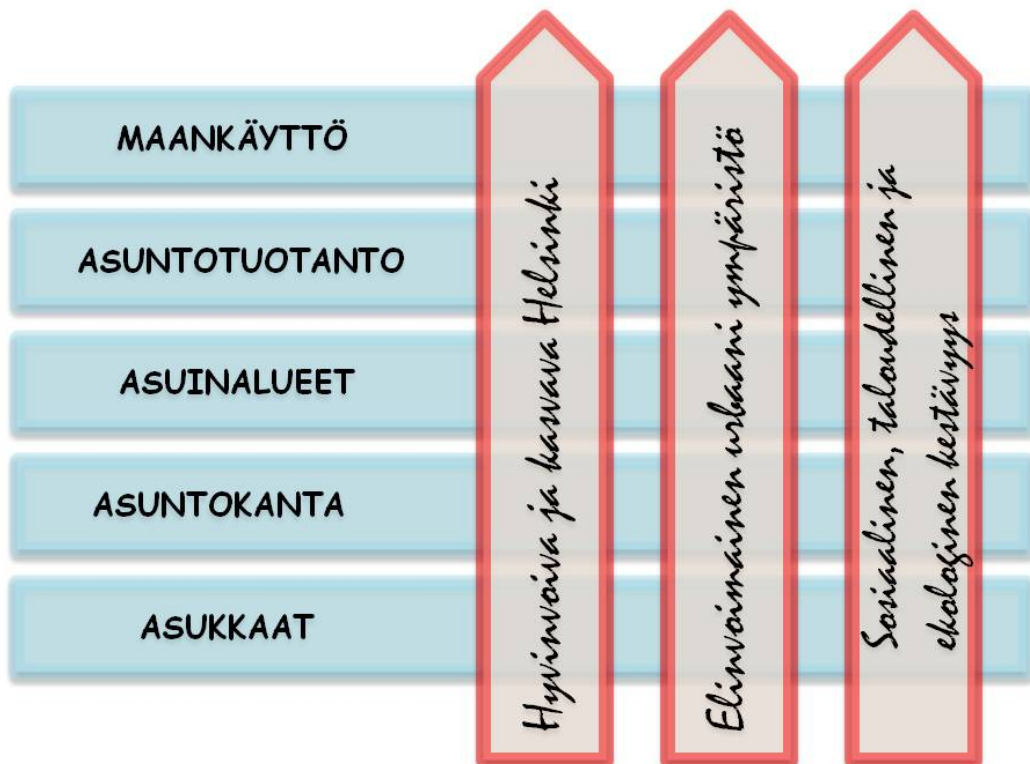 MAANKÄYTTÖ
ASUNTOTUOTANTO
ASUINALUEET
ASUNTOKANTA
ASUKKAAT
Hyvinvoiva ja kasvava Helsinki
Elinvoimainen urbaani ympäristö
Sosiaalinen, taloudellinen ja
ekologinen kestävyys